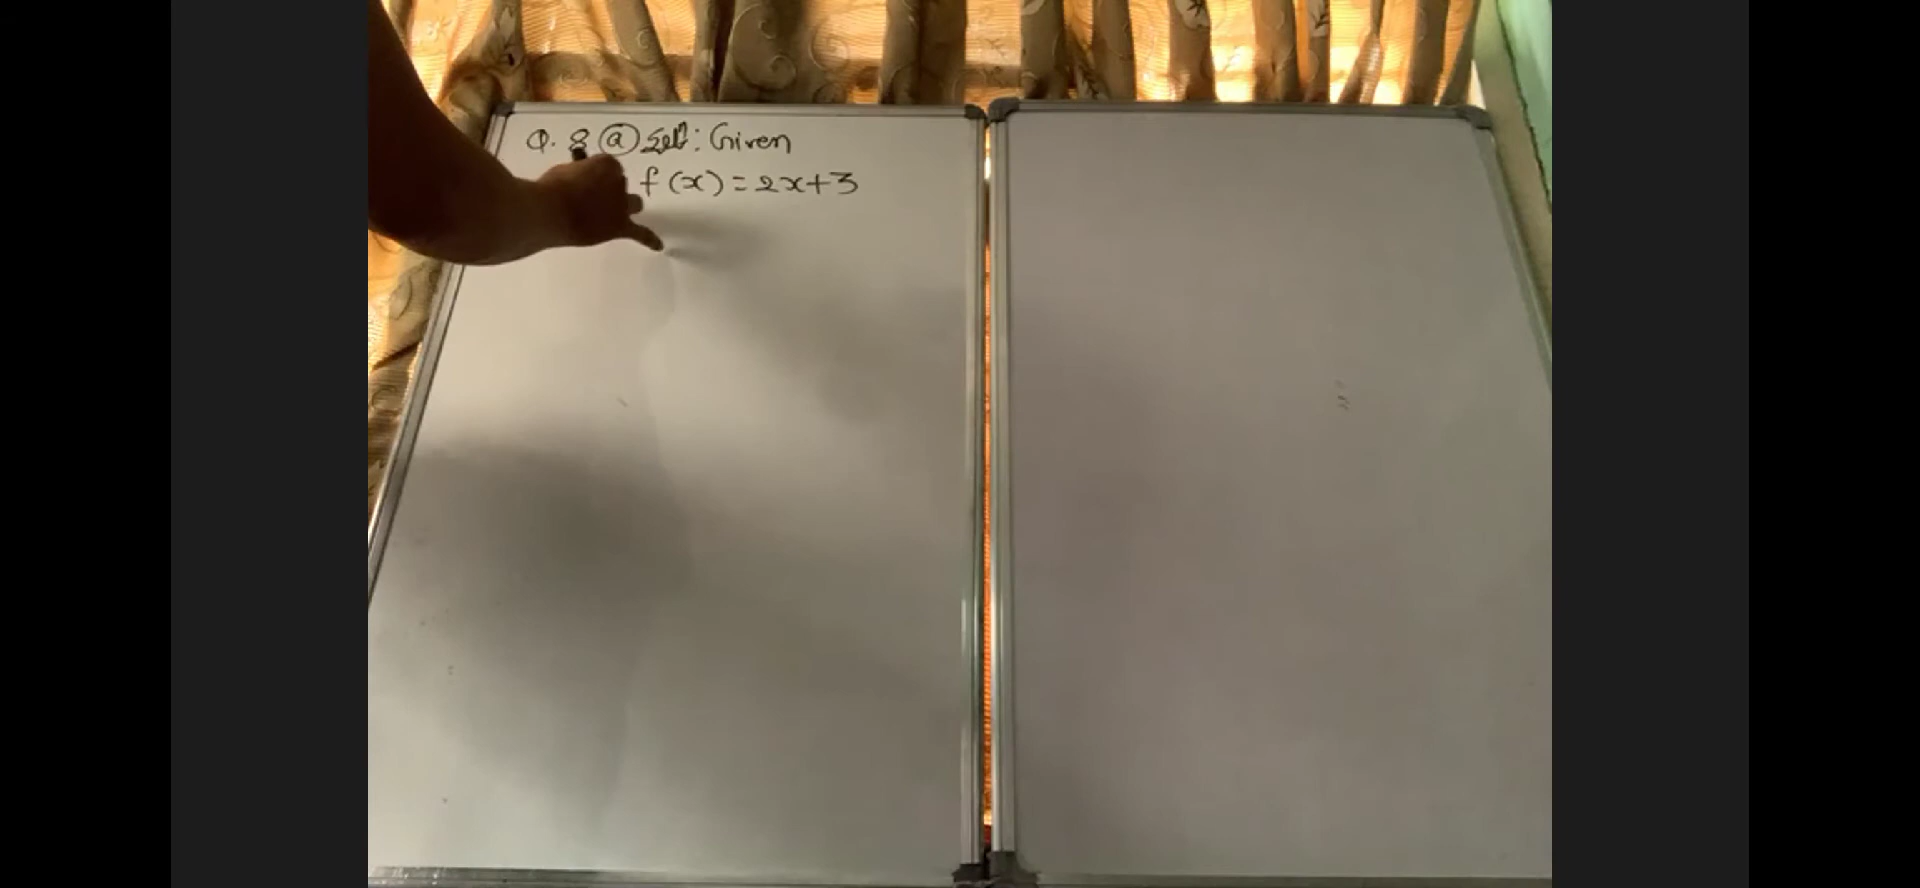 Q. 8 (a) Sol: Given
f(x) = 2x+3